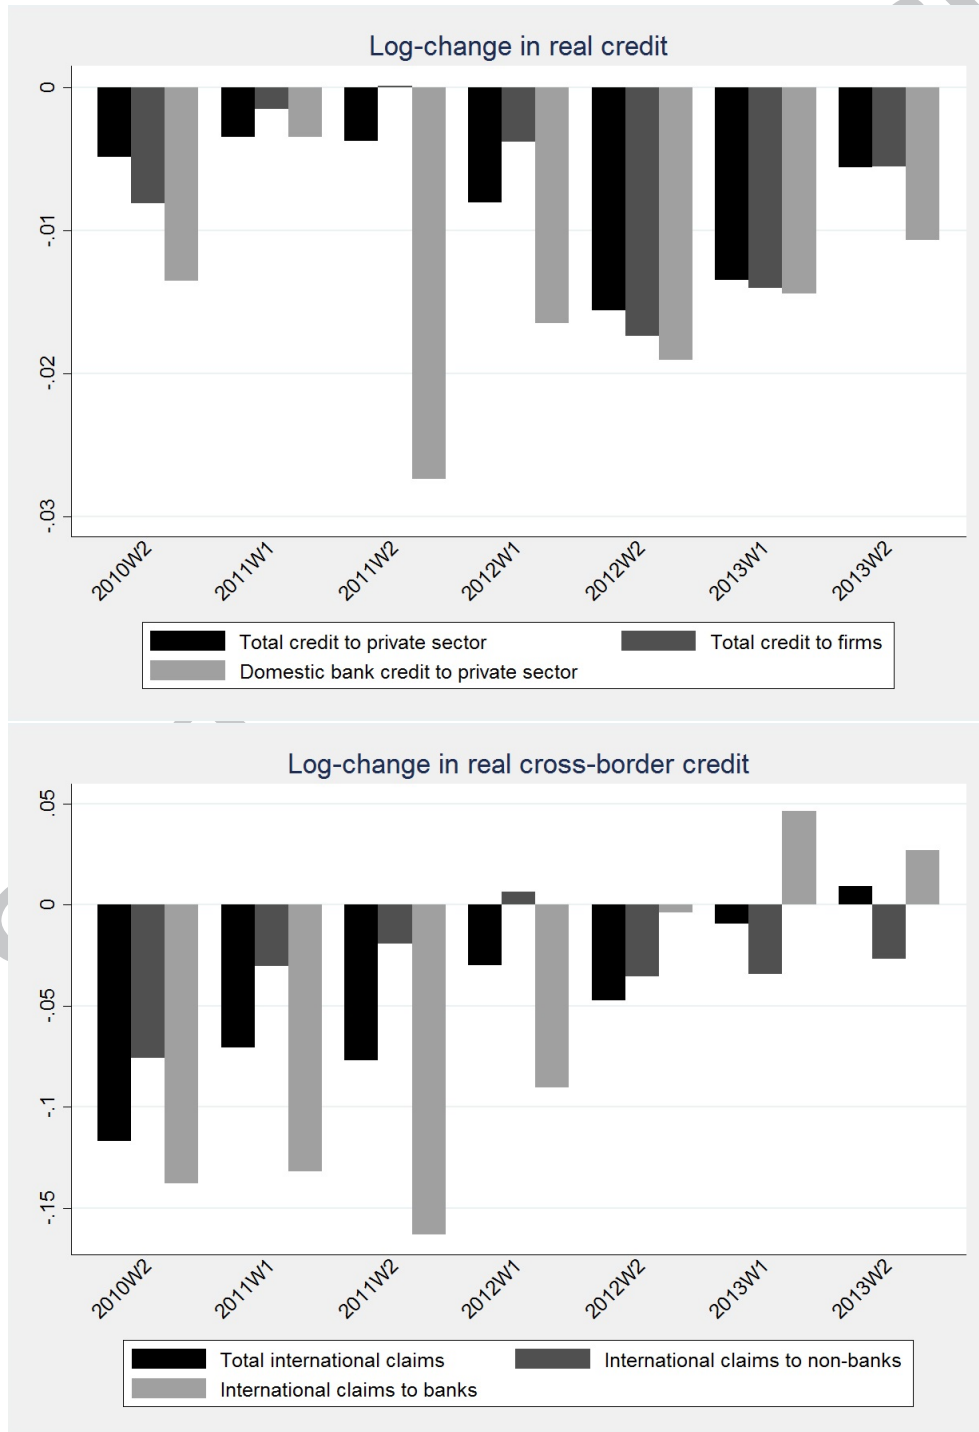 Log-change in real credit
0
-.01
-.02
-.03
2010W2 2011W1 2011W2 2012W1 2012W2 2013W1 2013W2
Total credit to private sector Total credit to firms
Domestic bank credit to private sector
Log-change in real cross-border credit
.05
0
-.05
-.1
-.15
2010W2 2011W1 2011W2 2012W1 2012W2 2013W1 2013W2
Total international claims International claims to non-banks
International claims to banks